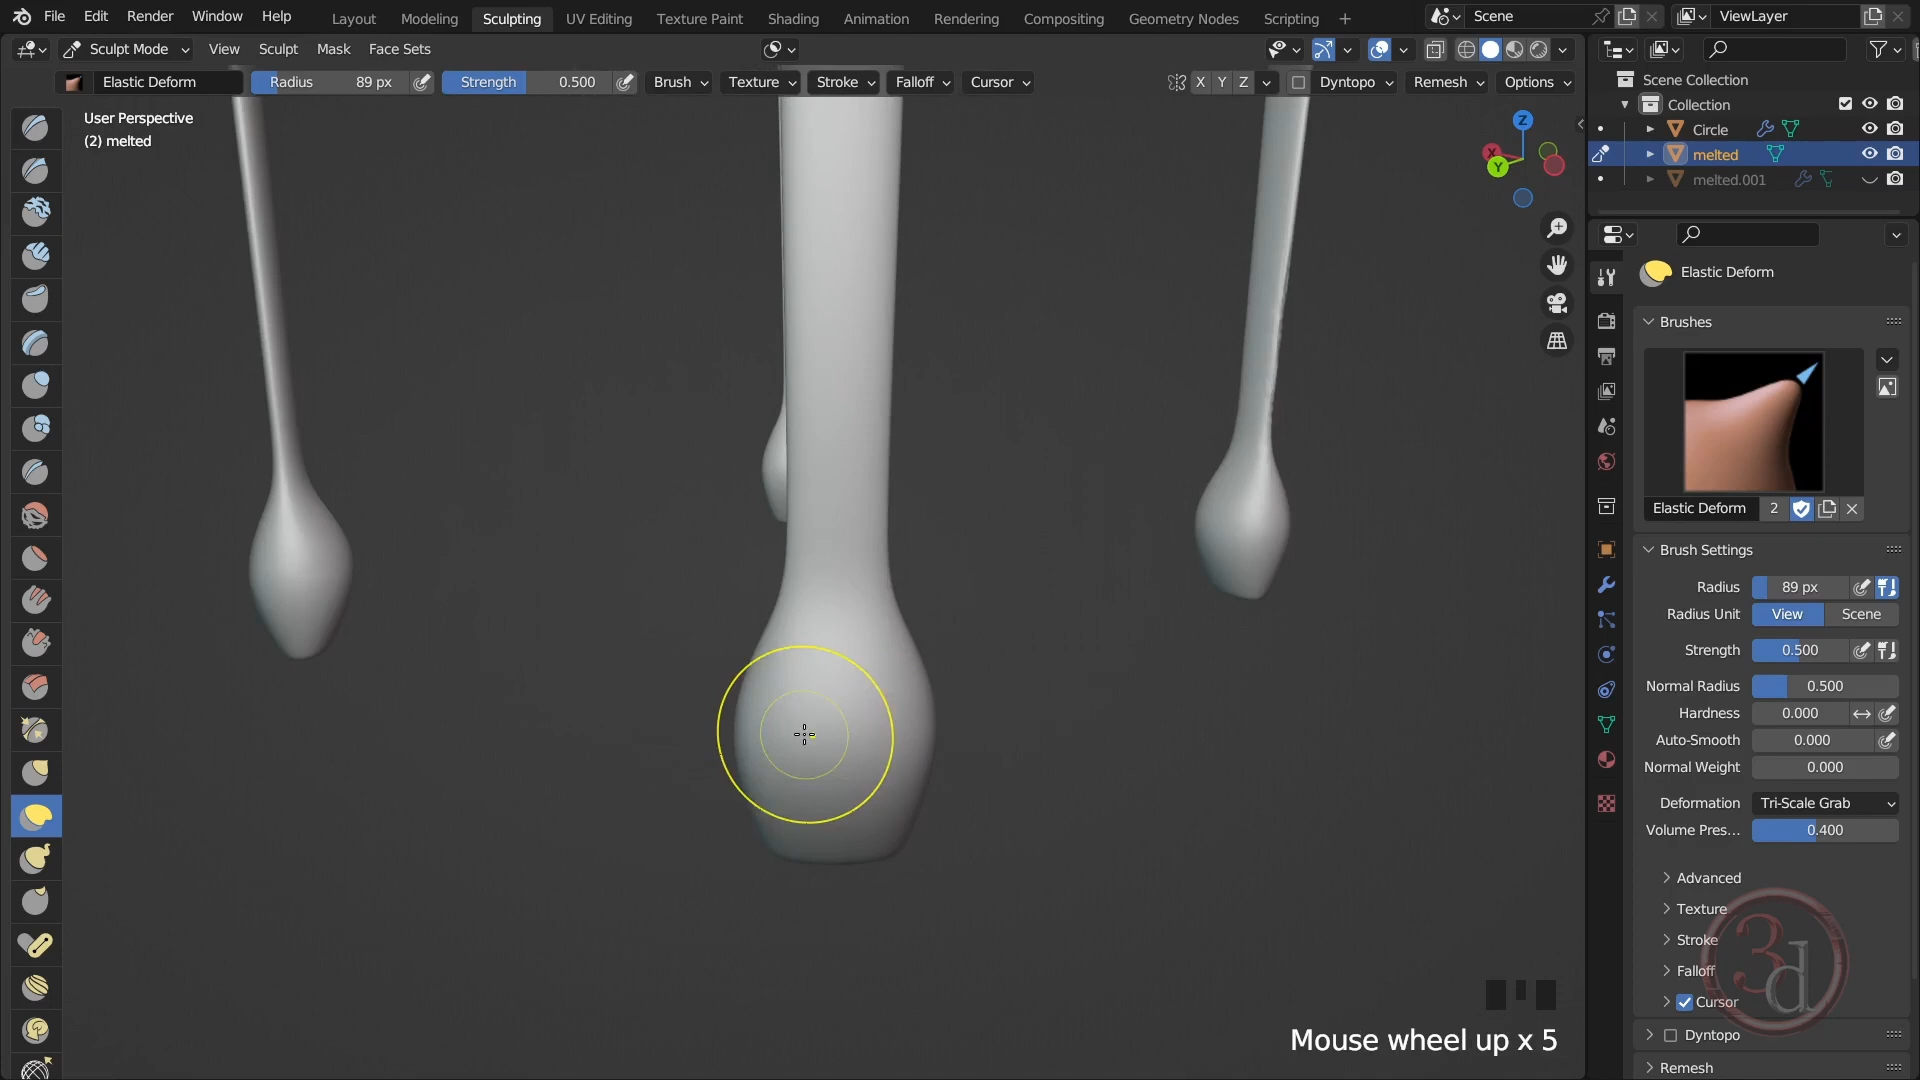 File Edit Render Window Help Layout Modeling Sculpting UV Editing Texture Paint Shading Animation Rendering Compositing Geometry Nodes Scripting + Scene ViewLayer
Sculpt Mode View Sculpt Mask Face Sets
Elastic Deform Radius 89 px Strength 0.500 Brush Texture Stroke Falloff Cursor X Y Z Dyntopo Remesh Options
User Perspective
(2) melted
Z
X
Y
Scene Collection
Collection
Circle
melted
melted.001
Elastic Deform
Brushes
Elastic Deform 2
Brush Settings
Radius 89 px
Radius Unit View Scene
Strength 0.500
Normal Radius 0.500
Hardness 0.000
Auto-Smooth 0.000
Normal Weight 0.000
Deformation Tri-Scale Grab
Volume Pres... 0.400
Advanced
Texture
Stroke
Falloff
Cursor
Dyntopo
Remesh
3d
Mouse wheel up x 5